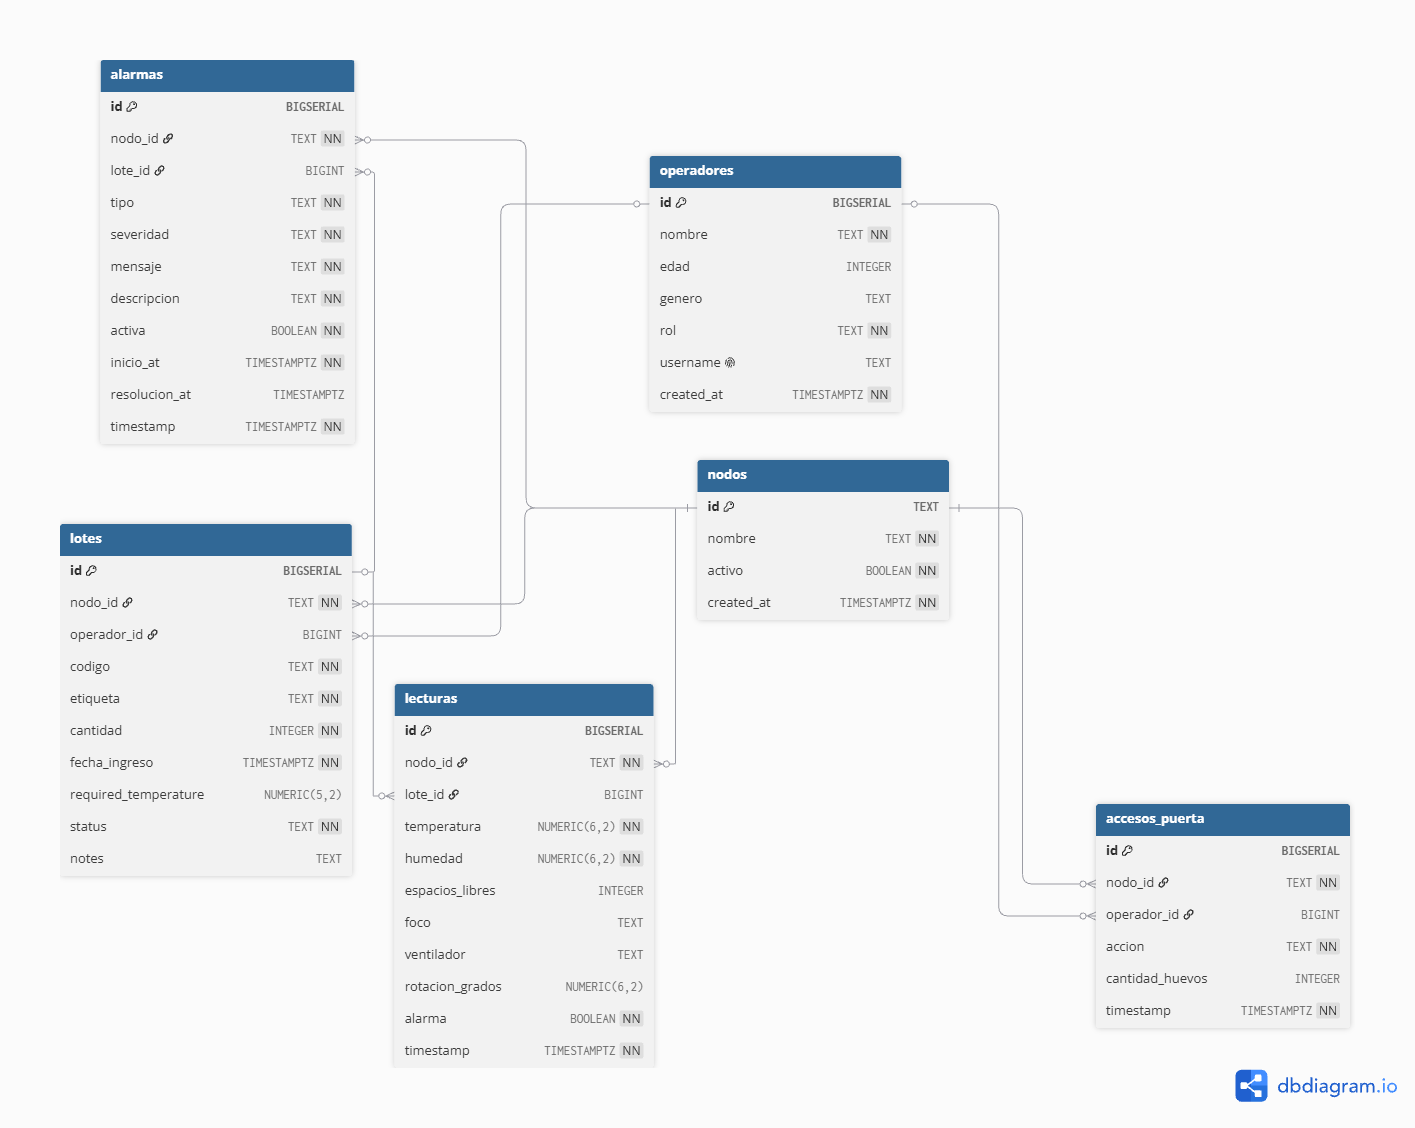 alarmas
id BIGSERIAL
nodo_id TEXT NN
lote_id BIGINT
tipo TEXT NN
severidad TEXT NN
mensaje TEXT NN
descripcion TEXT NN
activa BOOLEAN NN
inicio_at TIMESTAMPTZ NN
resolucion_at TIMESTAMPTZ
timestamp TIMESTAMPTZ NN
operadores
id BIGSERIAL
nombre TEXT NN
edad INTEGER
genero TEXT
rol TEXT NN
username TEXT
created_at TIMESTAMPTZ NN
nodos
id TEXT
nombre TEXT NN
activo BOOLEAN NN
created_at TIMESTAMPTZ NN
lotes
id BIGSERIAL
nodo_id TEXT NN
operador_id BIGINT
codigo TEXT NN
etiqueta TEXT NN
cantidad INTEGER NN
fecha_ingreso TIMESTAMPTZ NN
required_temperature NUMERIC(5,2)
status TEXT NN
notes TEXT
lecturas
id BIGSERIAL
nodo_id TEXT NN
lote_id BIGINT
temperatura NUMERIC(6,2) NN
humedad NUMERIC(6,2) NN
espacios_libres INTEGER
foco TEXT
ventilador TEXT
rotacion_grados NUMERIC(6,2)
alarma BOOLEAN NN
timestamp TIMESTAMPTZ NN
accesos_puerta
id BIGSERIAL
nodo_id TEXT NN
operador_id BIGINT
accion TEXT NN
cantidad_huevos INTEGER
timestamp TIMESTAMPTZ NN
dbdiagram.io